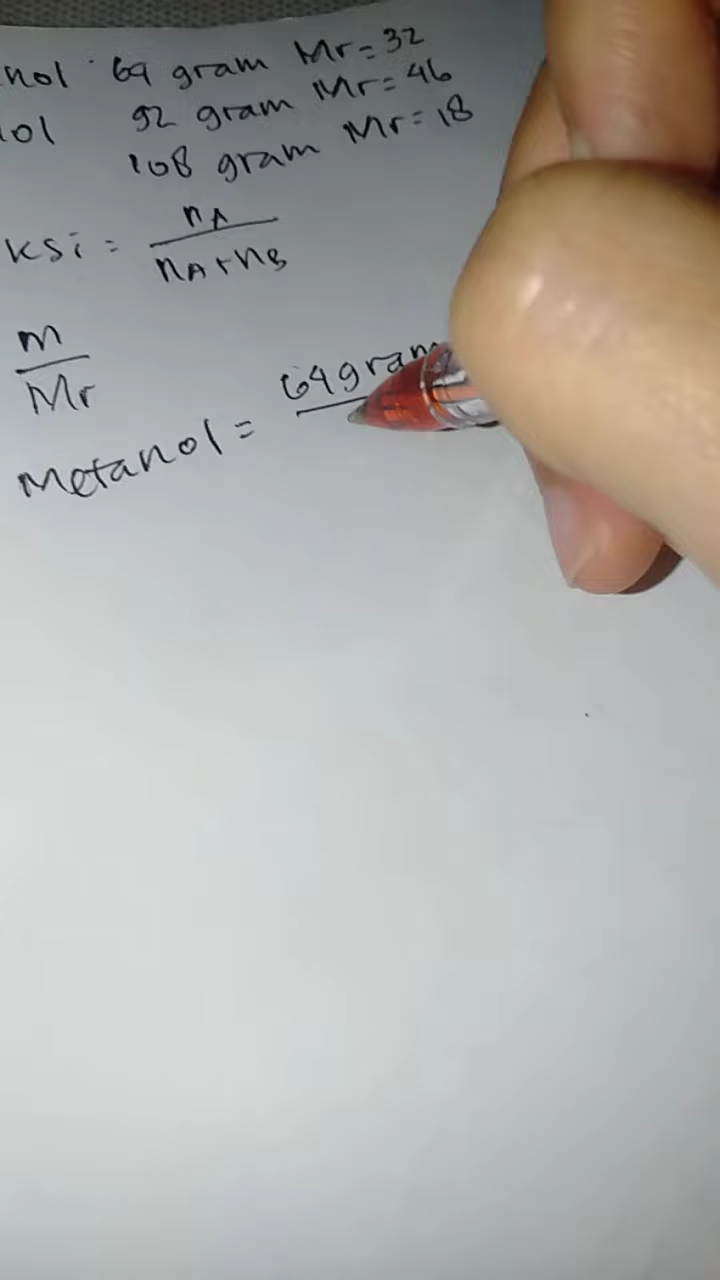 nol 64 gram Mr = 32
ol 92 gram Mr = 46
108 gram Mr = 18
ksi = nA
nA + nB
m
Mr
Metanol = 64 gram